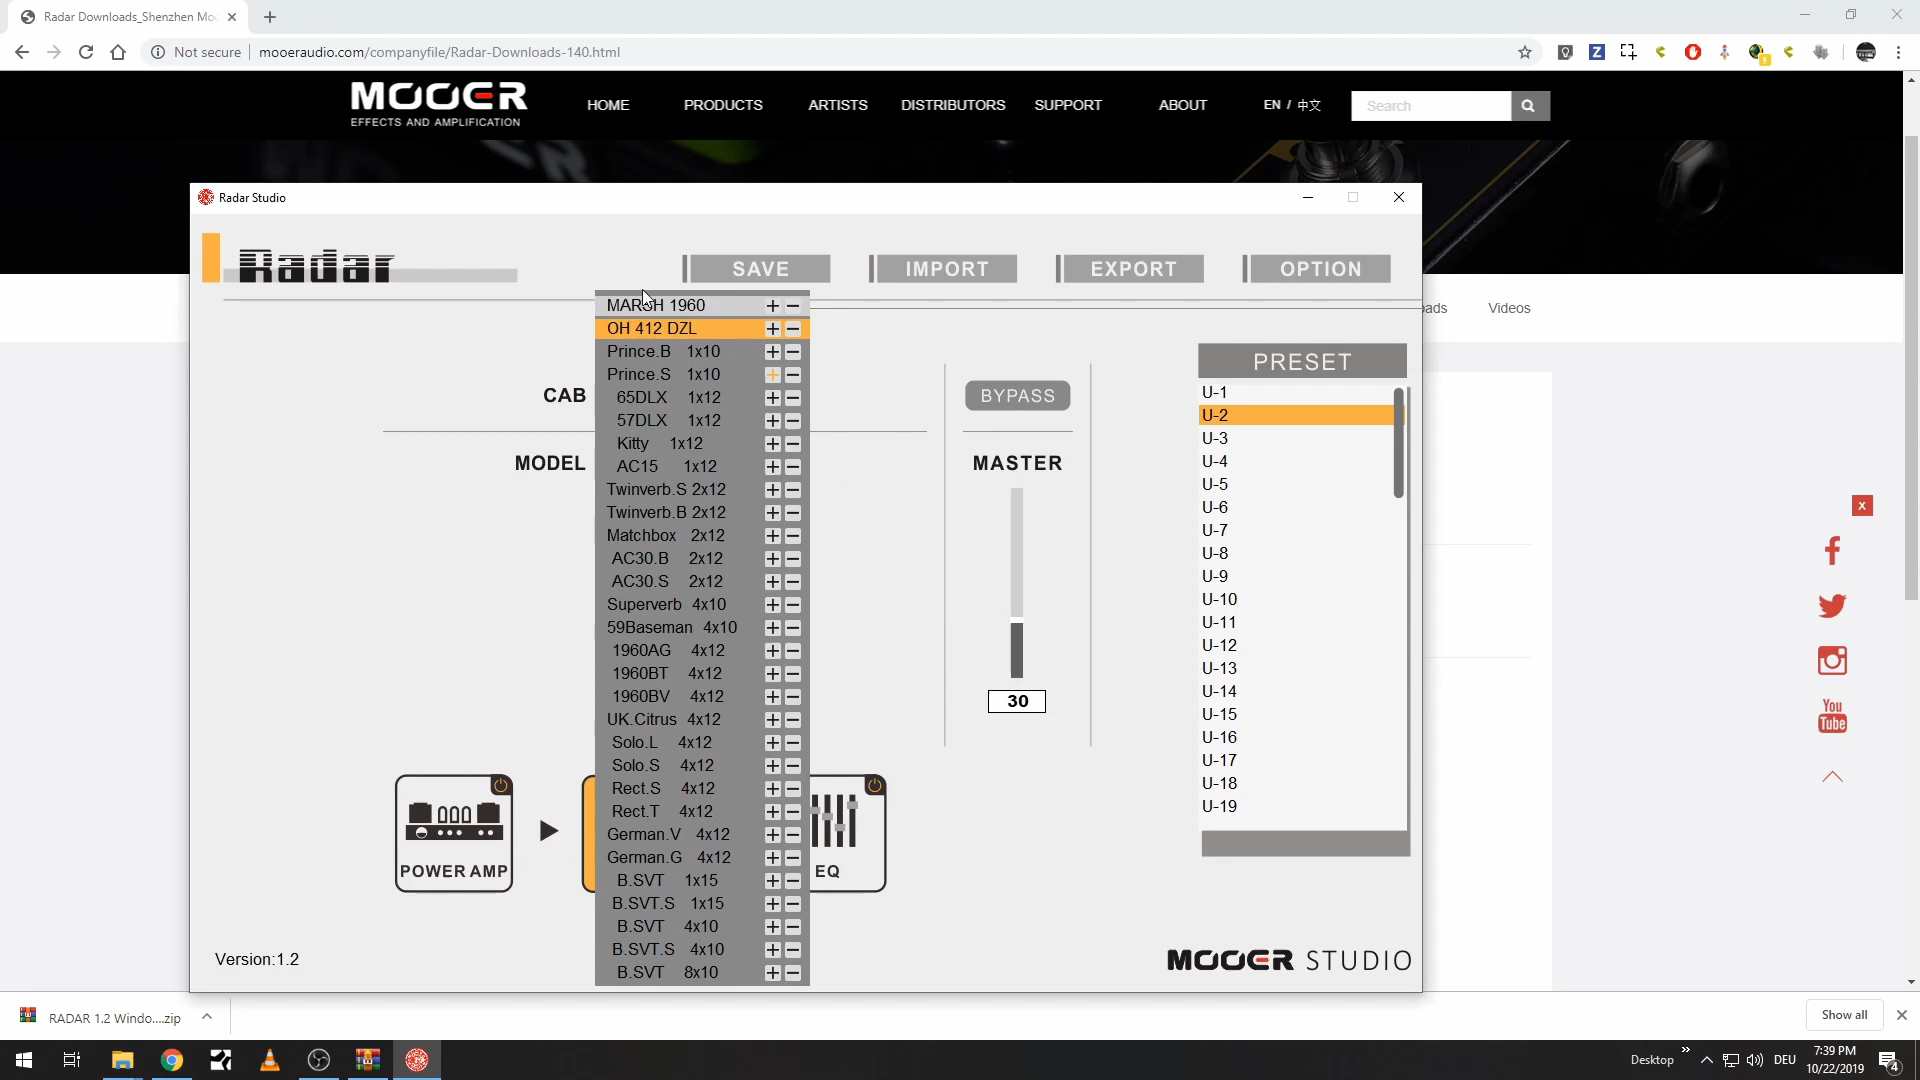 Radar Downloads_Shenzhen Moo
Not secure
mooeraudio.com/companyfile/Radar-Downloads-140.html
MOOER
EFFECTS AND AMPLIFICATION
HOME
PRODUCTS
ARTISTS
DISTRIBUTORS
SUPPORT
ABOUT
EN / 中文
Search
Radar Studio
Radar
SAVE
IMPORT
EXPORT
OPTION
oads
Videos
MARSH 1960
OH 412 DZL
Prince.B 1x10
Prince.S 1x10
65DLX 1x12
57DLX 1x12
Kitty 1x12
AC15 1x12
Twinverb.S 2x12
Twinverb.B 2x12
Matchbox 2x12
AC30.B 2x12
AC30.S 2x12
Superverb 4x10
59Baseman 4x10
1960AG 4x12
1960BT 4x12
1960BV 4x12
UK.Citrus 4x12
Solo.L 4x12
Solo.S 4x12
Rect.S 4x12
Rect.T 4x12
German.V 4x12
German.G 4x12
B.SVT 1x15
B.SVT.S 1x15
B.SVT 4x10
B.SVT.S 4x10
B.SVT 8x10
CAB
MODEL
BYPASS
MASTER
30
PRESET
U-1
U-2
U-3
U-4
U-5
U-6
U-7
U-8
U-9
U-10
U-11
U-12
U-13
U-14
U-15
U-16
U-17
U-18
U-19
x
You
Tube
POWER AMP
EQ
Version:1.2
MOOER STUDIO
RADAR 1.2 Windo....zip
Show all
Desktop
DEU
7:39 PM
10/22/2019
4